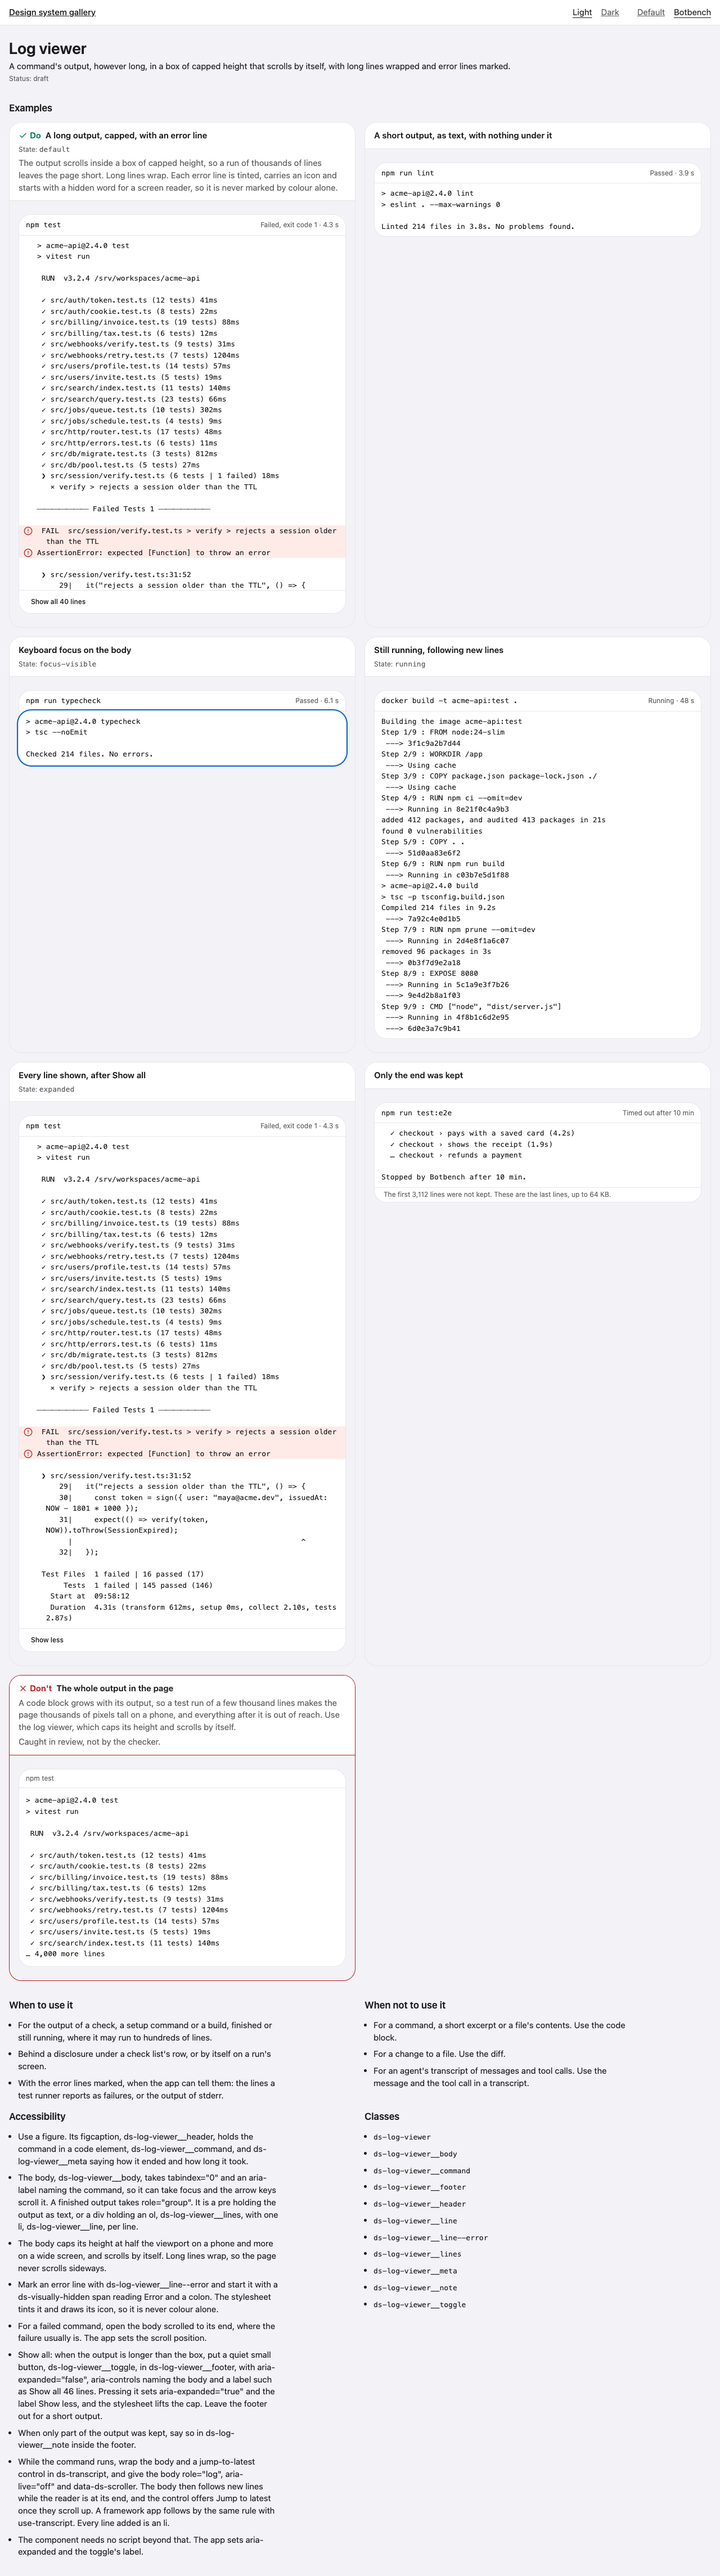 Design system gallery
Light Dark Default Botbench
Log viewer
A command's output, however long, in a box of capped height that scrolls by itself, with long lines wrapped and error lines marked.
Status: draft
Examples
✓ Do A long output, capped, with an error line
State: default
The output scrolls inside a box of capped height, so a run of thousands of lines
leaves the page short. Long lines wrap. Each error line is tinted, carries an icon and
starts with a hidden word for a screen reader, so it is never marked by colour alone.
npm test Failed, exit code 1 · 4.3 s
> acme-api@2.4.0 test
> vitest run
RUN v3.2.4 /srv/workspaces/acme-api
✓ src/auth/token.test.ts (12 tests) 41ms
✓ src/auth/cookie.test.ts (8 tests) 22ms
✓ src/billing/invoice.test.ts (19 tests) 88ms
✓ src/billing/tax.test.ts (6 tests) 12ms
✓ src/webhooks/verify.test.ts (9 tests) 31ms
✓ src/webhooks/retry.test.ts (7 tests) 1204ms
✓ src/users/profile.test.ts (14 tests) 57ms
✓ src/users/invite.test.ts (5 tests) 19ms
✓ src/search/index.test.ts (11 tests) 140ms
✓ src/search/query.test.ts (23 tests) 66ms
✓ src/jobs/queue.test.ts (10 tests) 302ms
✓ src/jobs/schedule.test.ts (4 tests) 9ms
✓ src/http/router.test.ts (17 tests) 48ms
✓ src/http/errors.test.ts (6 tests) 11ms
✓ src/db/migrate.test.ts (3 tests) 812ms
✓ src/db/pool.test.ts (5 tests) 27ms
❯ src/session/verify.test.ts (6 tests | 1 failed) 18ms
× verify > rejects a session older than the TTL
———————————— Failed Tests 1 ————————————
FAIL src/session/verify.test.ts > verify > rejects a session older
than the TTL
AssertionError: expected [Function] to throw an error
❯ src/session/verify.test.ts:31:52
29| it("rejects a session older than the TTL", () => {
Show all 40 lines
A short output, as text, with nothing under it
npm run lint Passed · 3.9 s
> acme-api@2.4.0 lint
> eslint . --max-warnings 0
Linted 214 files in 3.8s. No problems found.
Keyboard focus on the body
State: focus-visible
npm run typecheck Passed · 6.1 s
> acme-api@2.4.0 typecheck
> tsc --noEmit
Checked 214 files. No errors.
Still running, following new lines
State: running
docker build -t acme-api:test . Running · 48 s
Building the image acme-api:test
Step 1/9 : FROM node:24-slim
---> 3f1c9a2b7d44
Step 2/9 : WORKDIR /app
---> Using cache
Step 3/9 : COPY package.json package-lock.json ./
---> Using cache
Step 4/9 : RUN npm ci --omit=dev
---> Running in 8e21f0c4a9b3
added 412 packages, and audited 413 packages in 21s
found 0 vulnerabilities
Step 5/9 : COPY . .
---> 51d0aa83e6f2
Step 6/9 : RUN npm run build
---> Running in c03b7e5d1f88
> acme-api@2.4.0 build
> tsc -p tsconfig.build.json
Compiled 214 files in 9.2s
---> 7a92c4e0d1b5
Step 7/9 : RUN npm prune --omit=dev
---> Running in 2d4e8f1a6c07
removed 96 packages in 3s
---> 0b3f7d9e2a18
Step 8/9 : EXPOSE 8080
---> Running in 5c1a9e3f7b26
---> 9e4d2b8a1f03
Step 9/9 : CMD ["node", "dist/server.js"]
---> Running in 4f8b1c6d2e95
---> 6d0e3a7c9b41
Every line shown, after Show all
State: expanded
npm test Failed, exit code 1 · 4.3 s
> acme-api@2.4.0 test
> vitest run
RUN v3.2.4 /srv/workspaces/acme-api
✓ src/auth/token.test.ts (12 tests) 41ms
✓ src/auth/cookie.test.ts (8 tests) 22ms
✓ src/billing/invoice.test.ts (19 tests) 88ms
✓ src/billing/tax.test.ts (6 tests) 12ms
✓ src/webhooks/verify.test.ts (9 tests) 31ms
✓ src/webhooks/retry.test.ts (7 tests) 1204ms
✓ src/users/profile.test.ts (14 tests) 57ms
✓ src/users/invite.test.ts (5 tests) 19ms
✓ src/search/index.test.ts (11 tests) 140ms
✓ src/search/query.test.ts (23 tests) 66ms
✓ src/jobs/queue.test.ts (10 tests) 302ms
✓ src/jobs/schedule.test.ts (4 tests) 9ms
✓ src/http/router.test.ts (17 tests) 48ms
✓ src/http/errors.test.ts (6 tests) 11ms
✓ src/db/migrate.test.ts (3 tests) 812ms
✓ src/db/pool.test.ts (5 tests) 27ms
❯ src/session/verify.test.ts (6 tests | 1 failed) 18ms
× verify > rejects a session older than the TTL
———————————— Failed Tests 1 ————————————
FAIL src/session/verify.test.ts > verify > rejects a session older
than the TTL
AssertionError: expected [Function] to throw an error
❯ src/session/verify.test.ts:31:52
29| it("rejects a session older than the TTL", () => {
30| const token = sign({ user: "maya@acme.dev", issuedAt:
NOW - 1801 * 1000 });
31| expect(() => verify(token,
NOW)).toThrow(SessionExpired);
| ^
32| });
Test Files 1 failed | 16 passed (17)
Tests 1 failed | 145 passed (146)
Start at 09:58:12
Duration 4.31s (transform 612ms, setup 0ms, collect 2.10s, tests
2.87s)
Show less
Only the end was kept
npm run test:e2e Timed out after 10 min
✓ checkout › pays with a saved card (4.2s)
✓ checkout › shows the receipt (1.9s)
… checkout › refunds a payment
Stopped by Botbench after 10 min.
The first 3,112 lines were not kept. These are the last lines, up to 64 KB.
× Don't The whole output in the page
A code block grows with its output, so a test run of a few thousand lines makes the
page thousands of pixels tall on a phone, and everything after it is out of reach. Use
the log viewer, which caps its height and scrolls by itself.
Caught in review, not by the checker.
npm test
> acme-api@2.4.0 test
> vitest run
RUN v3.2.4 /srv/workspaces/acme-api
✓ src/auth/token.test.ts (12 tests) 41ms
✓ src/auth/cookie.test.ts (8 tests) 22ms
✓ src/billing/invoice.test.ts (19 tests) 88ms
✓ src/billing/tax.test.ts (6 tests) 12ms
✓ src/webhooks/verify.test.ts (9 tests) 31ms
✓ src/webhooks/retry.test.ts (7 tests) 1204ms
✓ src/users/profile.test.ts (14 tests) 57ms
✓ src/users/invite.test.ts (5 tests) 19ms
✓ src/search/index.test.ts (11 tests) 140ms
… 4,000 more lines
When to use it
• For the output of a check, a setup command or a build, finished or
still running, where it may run to hundreds of lines.
• Behind a disclosure under a check list's row, or by itself on a run's
screen.
• With the error lines marked, when the app can tell them: the lines a
test runner reports as failures, or the output of stderr.
When not to use it
• For a command, a short excerpt or a file's contents. Use the code
block.
• For a change to a file. Use the diff.
• For an agent's transcript of messages and tool calls. Use the
message and the tool call in a transcript.
Accessibility
• Use a figure. Its figcaption, ds-log-viewer__header, holds the
command in a code element, ds-log-viewer__command, and ds-
log-viewer__meta saying how it ended and how long it took.
• The body, ds-log-viewer__body, takes tabindex="0" and an aria-
label naming the command, so it can take focus and the arrow keys
scroll it. A finished output takes role="group". It is a pre holding the
output as text, or a div holding an ol, ds-log-viewer__lines, with one
li, ds-log-viewer__line, per line.
• The body caps its height at half the viewport on a phone and more
on a wide screen, and scrolls by itself. Long lines wrap, so the page
never scrolls sideways.
• Mark an error line with ds-log-viewer__line--error and start it with a
ds-visually-hidden span reading Error and a colon. The stylesheet
tints it and draws its icon, so it is never colour alone.
• For a failed command, open the body scrolled to its end, where the
failure usually is. The app sets the scroll position.
• Show all: when the output is longer than the box, put a quiet small
button, ds-log-viewer__toggle, in ds-log-viewer__footer, with aria-
expanded="false", aria-controls naming the body and a label such
as Show all 46 lines. Pressing it sets aria-expanded="true" and the
label Show less, and the stylesheet lifts the cap. Leave the footer
out for a short output.
• When only part of the output was kept, say so in ds-log-
viewer__note inside the footer.
• While the command runs, wrap the body and a jump-to-latest
control in ds-transcript, and give the body role="log", aria-
live="off" and data-ds-scroller. The body then follows new lines
while the reader is at its end, and the control offers Jump to latest
once they scroll up. A framework app follows by the same rule with
use-transcript. Every line added is an li.
• The component needs no script beyond that. The app sets aria-
expanded and the toggle's label.
Classes
• ds-log-viewer
• ds-log-viewer__body
• ds-log-viewer__command
• ds-log-viewer__footer
• ds-log-viewer__header
• ds-log-viewer__line
• ds-log-viewer__line--error
• ds-log-viewer__lines
• ds-log-viewer__meta
• ds-log-viewer__note
• ds-log-viewer__toggle